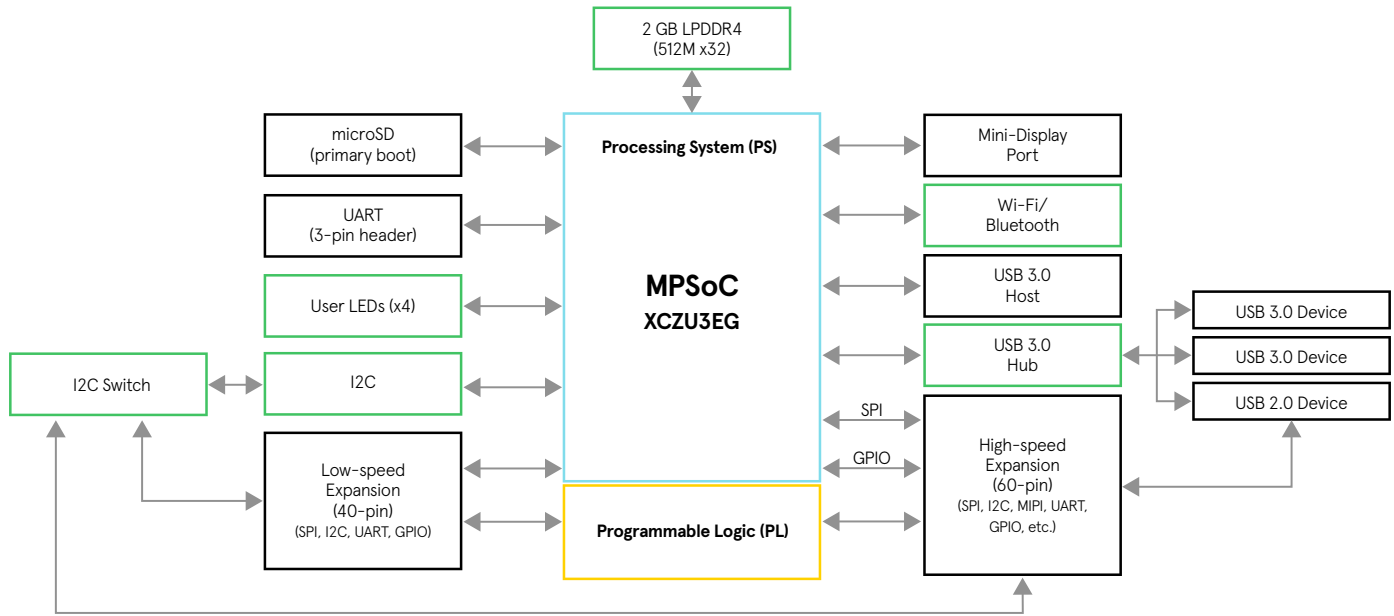 2 GB LPDDR4
(512M x32)
microSD
(primary boot)
Processing System (PS)
Mini-Display
Port
UART
(3-pin header)
Wi-Fi/
Bluetooth
MPSoC
XCZU3EG
User LEDs (x4)
USB 3.0
Host
USB 3.0 Device
I2C Switch
I2C
USB 3.0
Hub
USB 3.0 Device
USB 2.0 Device
SPI
GPIO
Low-speed
Expansion
(40-pin)
(SPI, I2C, UART, GPIO)
High-speed
Expansion
(60-pin)
(SPI, I2C, MIPI, UART,
GPIO, etc.)
Programmable Logic (PL)